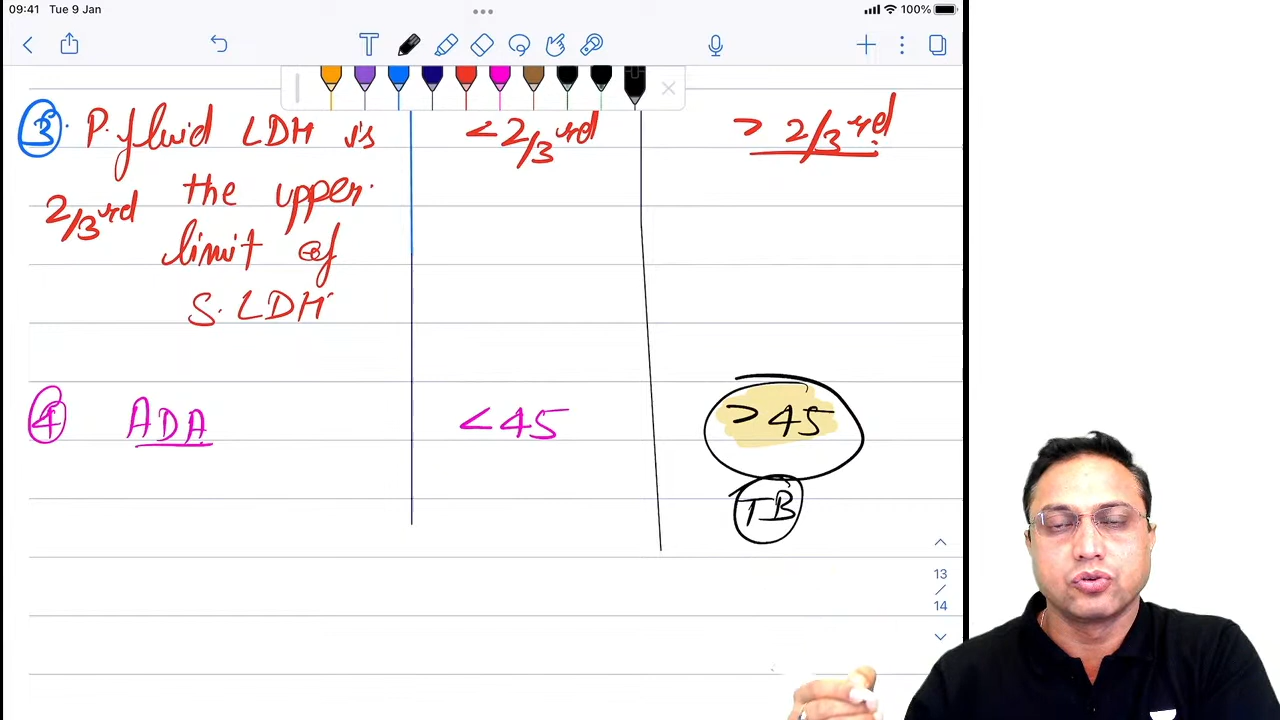 09:41 Tue 9 Jan
100%
T
3. P. fluid LDH is < 2/3rd > 2/3rd
2/3rd the upper
limit of
S. LDH
4 ADA < 45 > 45
TB
13
/
14